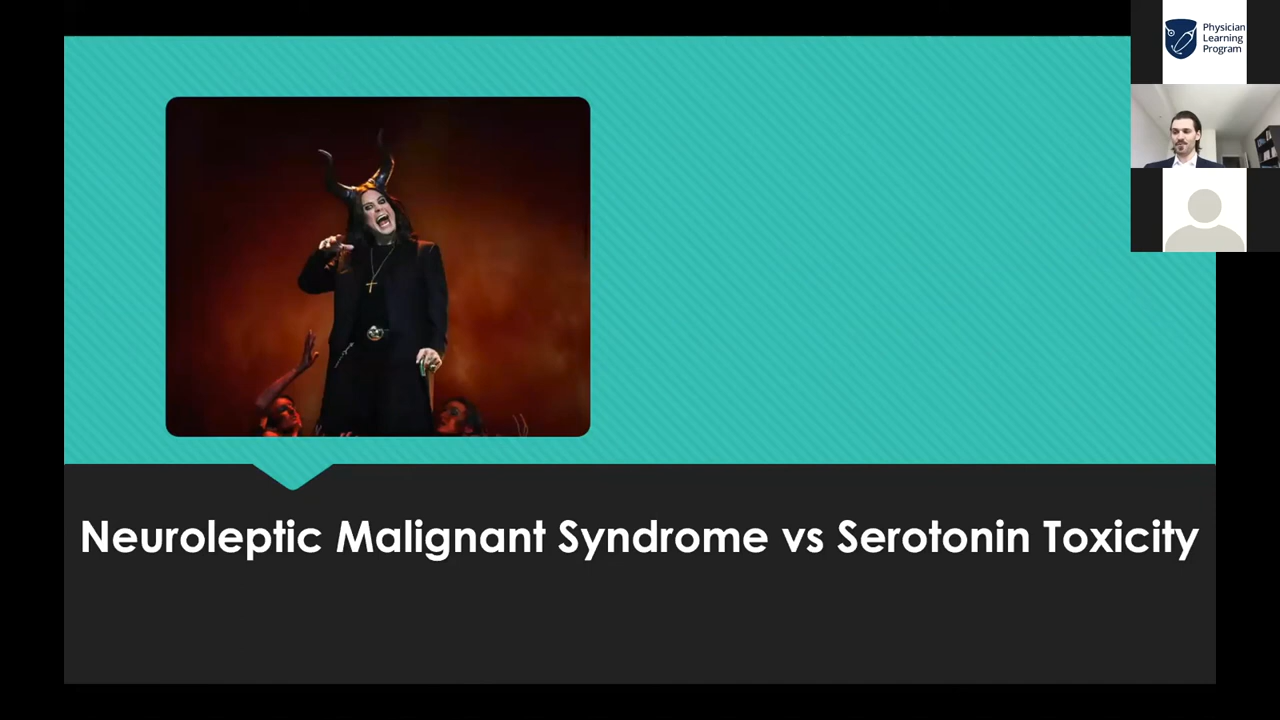 Physician
Learning
Program
Neuroleptic Malignant Syndrome vs Serotonin Toxicity